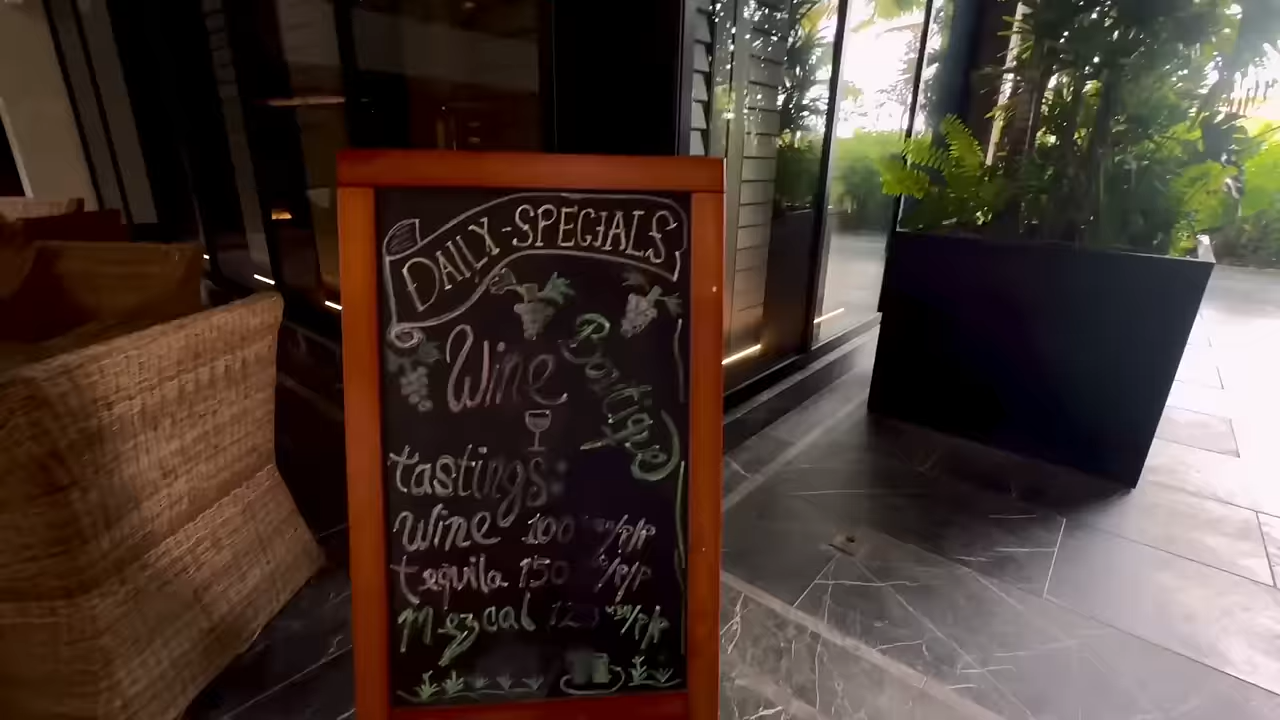 DAILY-SPECIALS
Wine
Boutique
tastings:
Wine 100 /P/P
tequila 150 /P/P
Mezcal /P/P